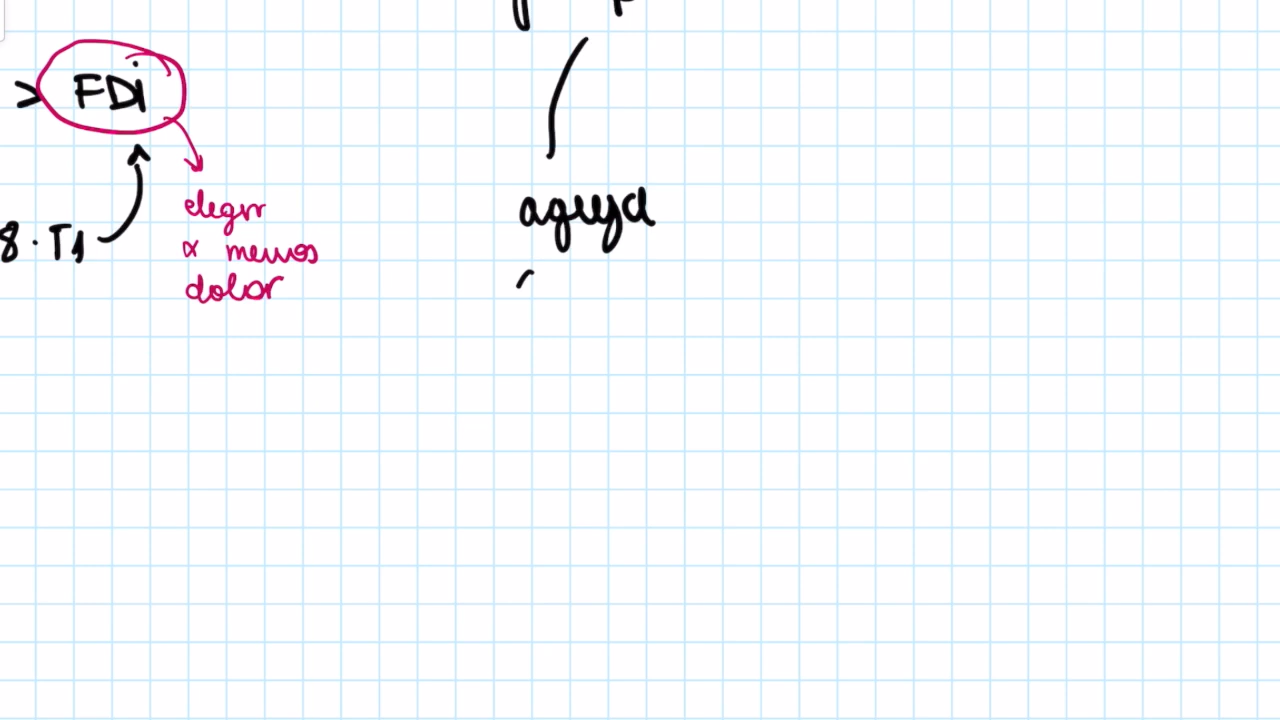 > FDi
8. T1
elegir
α menos
dolor
aguja